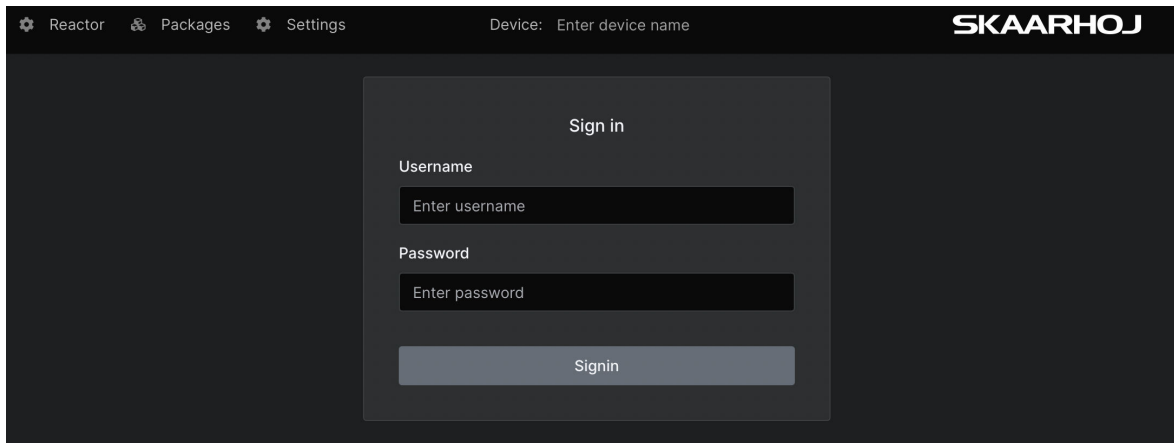 Reactor Packages Settings Device: Enter device name SKAARHOJ
Sign in
Username
Enter username
Password
Enter password
Signin